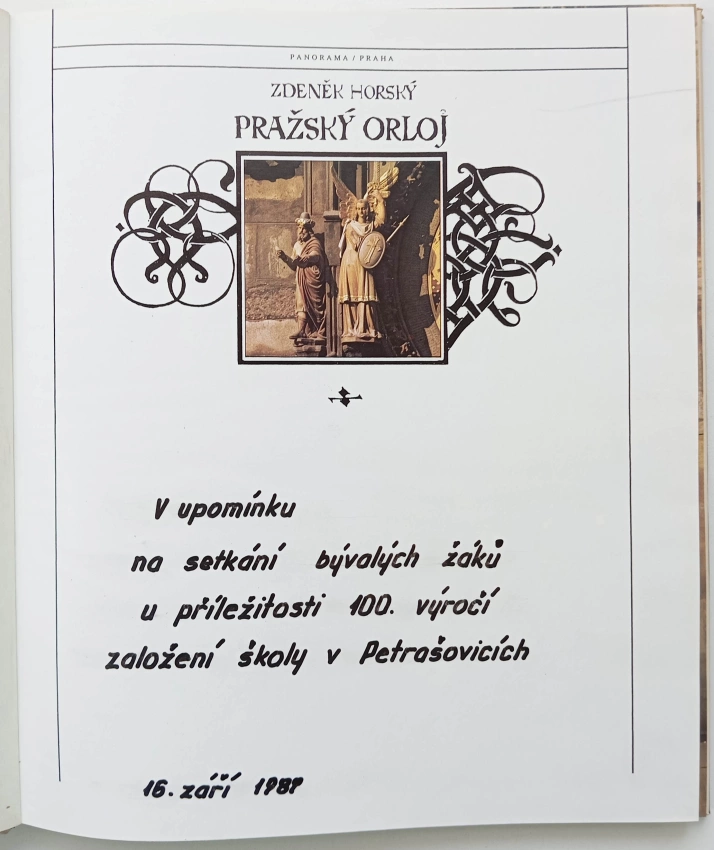 PANORAMA / PRAHA
ZDENĚK HORSKÝ
PRAŽSKÝ ORLOJ
V upomínku
na setkání bývalých žáků
u příležitosti 100. výročí
založení školy v Petrašovicích
16. září 1989